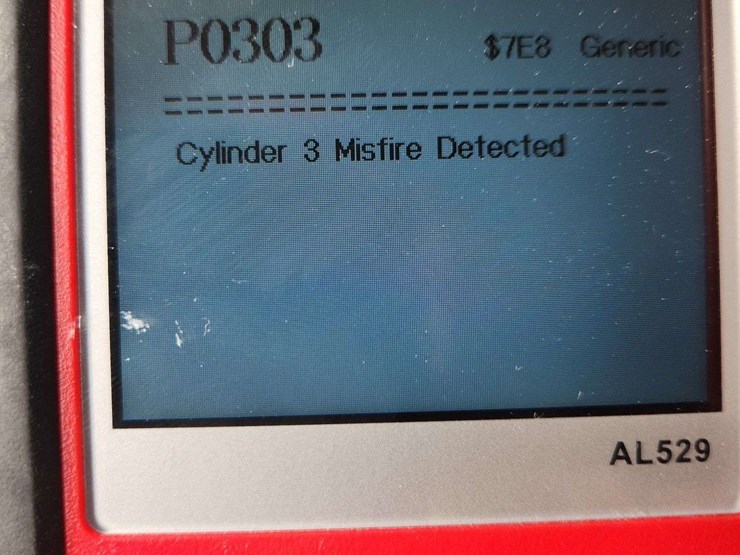 P0303 $7E8 Generic
==========================
Cylinder 3 Misfire Detected
AL529